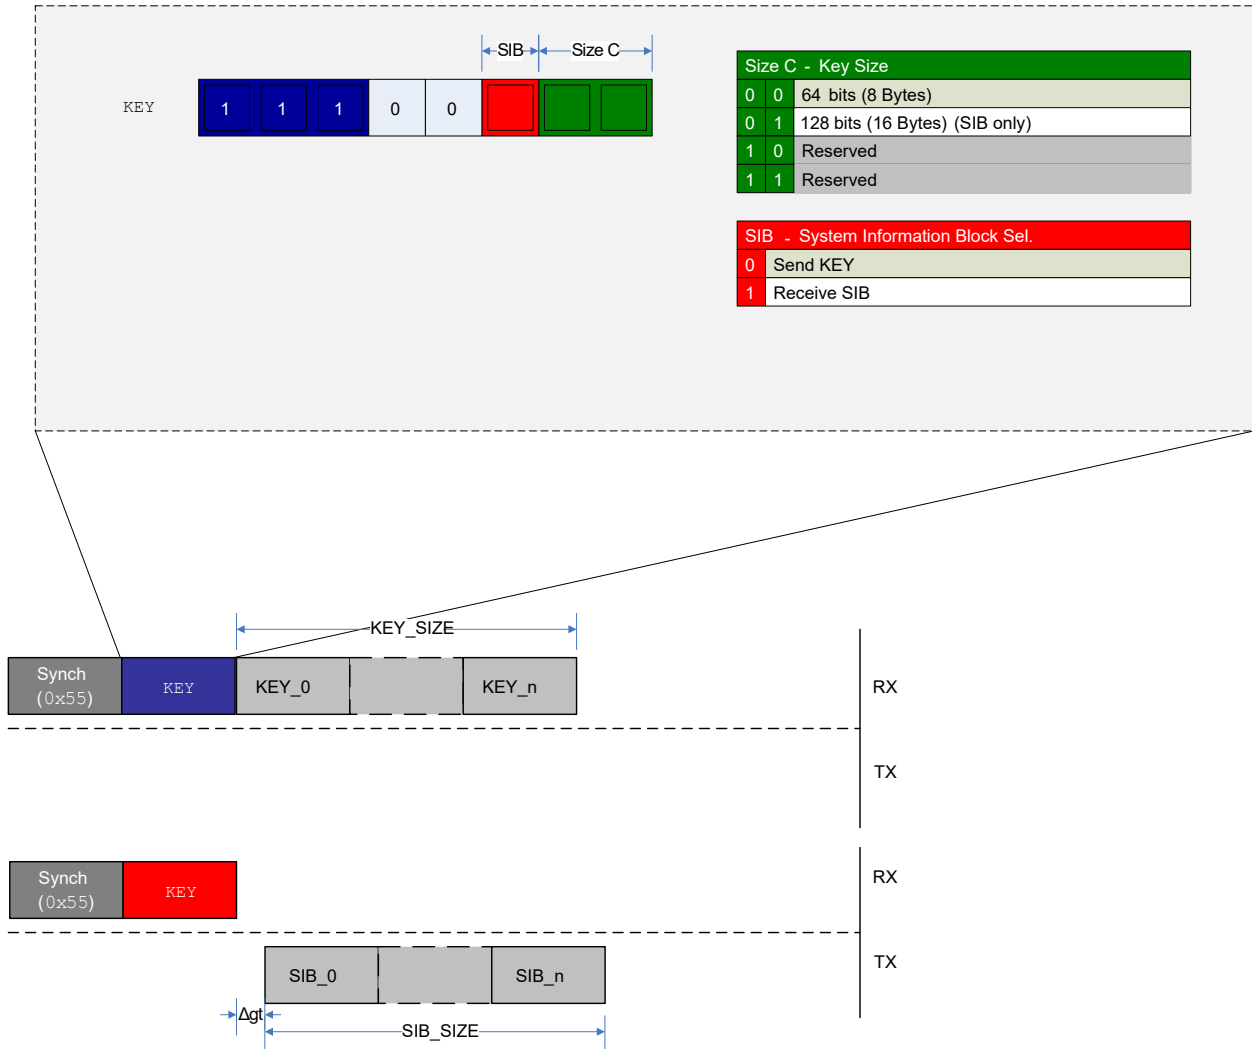 SIB Size C
KEY 1 1 1 0 0
Size C - Key Size
0 0 64 bits (8 Bytes)
0 1 128 bits (16 Bytes) (SIB only)
1 0 Reserved
1 1 Reserved
SIB - System Information Block Sel.
0 Send KEY
1 Receive SIB
KEY_SIZE
Synch
(0x55)
KEY KEY_0 KEY_n RX
TX
Synch
(0x55)
KEY RX
SIB_0 SIB_n TX
Δgt
SIB_SIZE